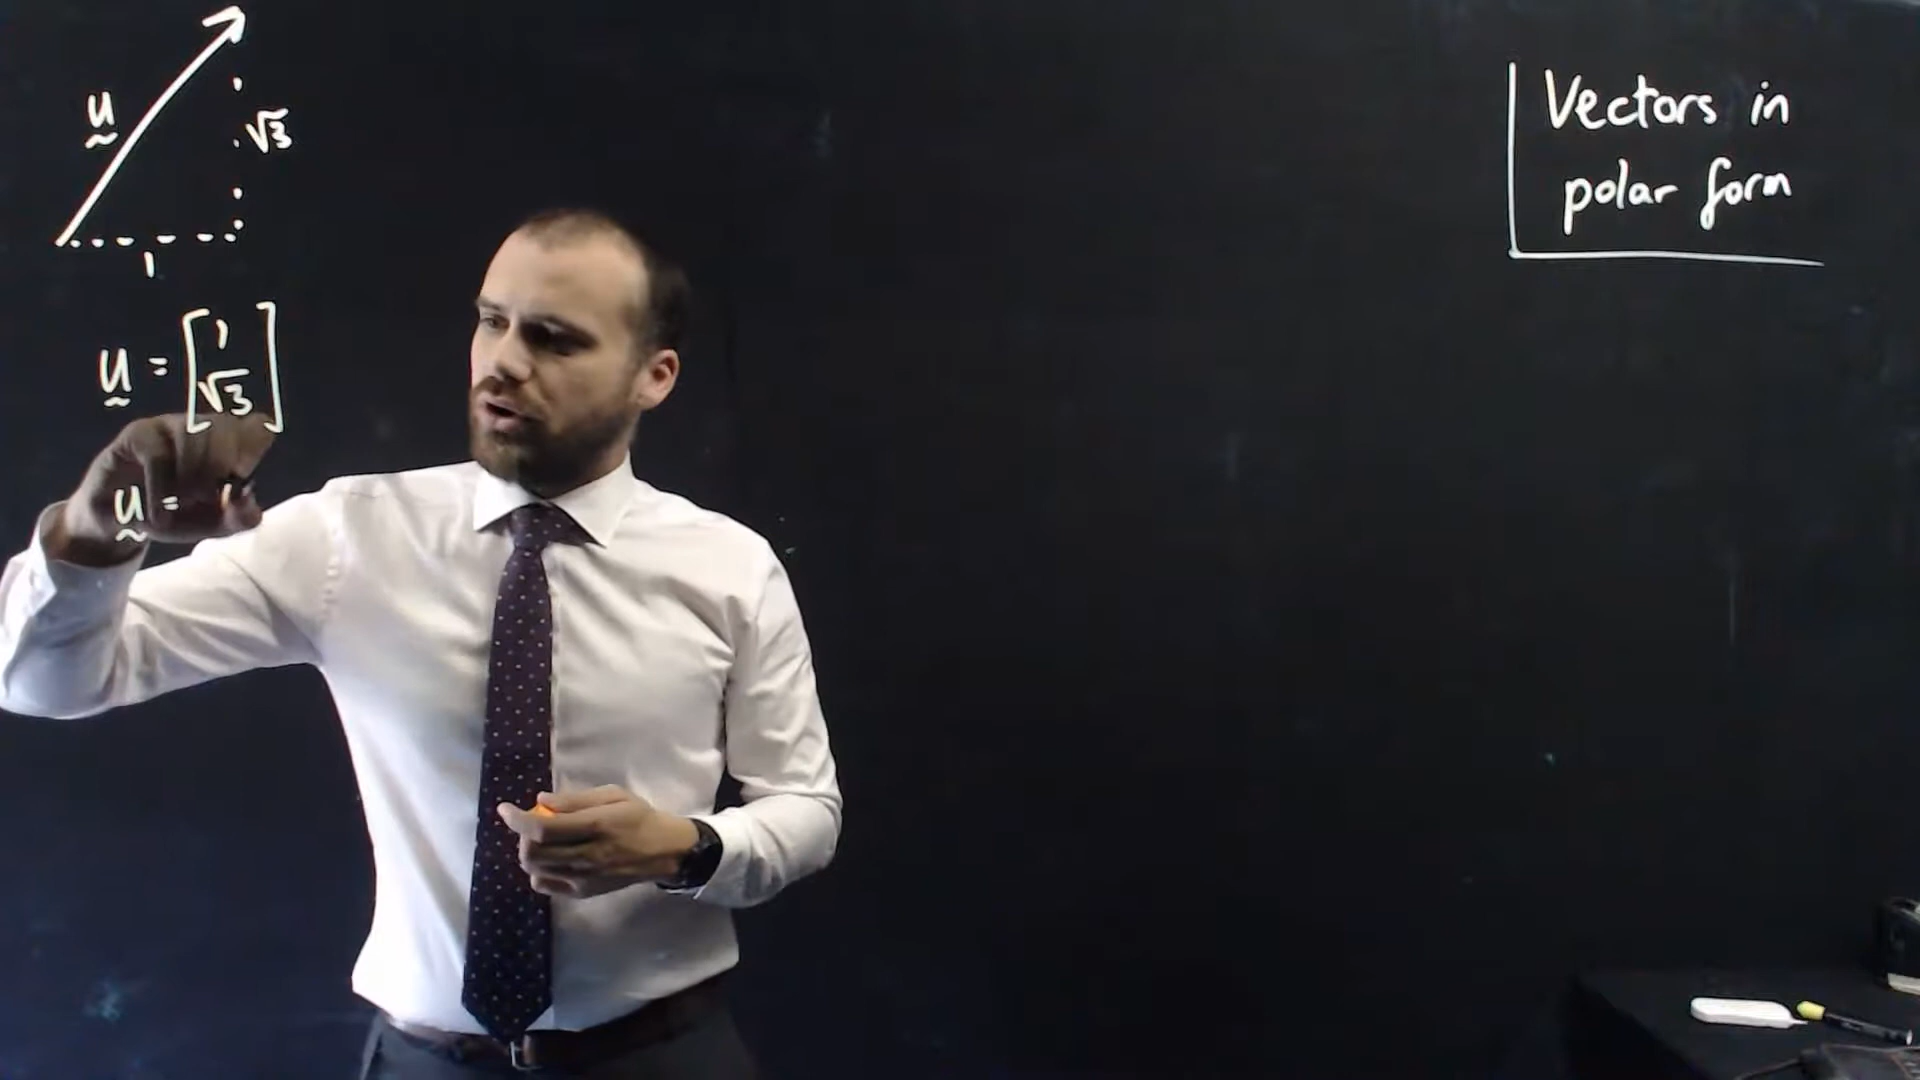 u
√3
1
u = [1
√3]
u =
Vectors in
polar form